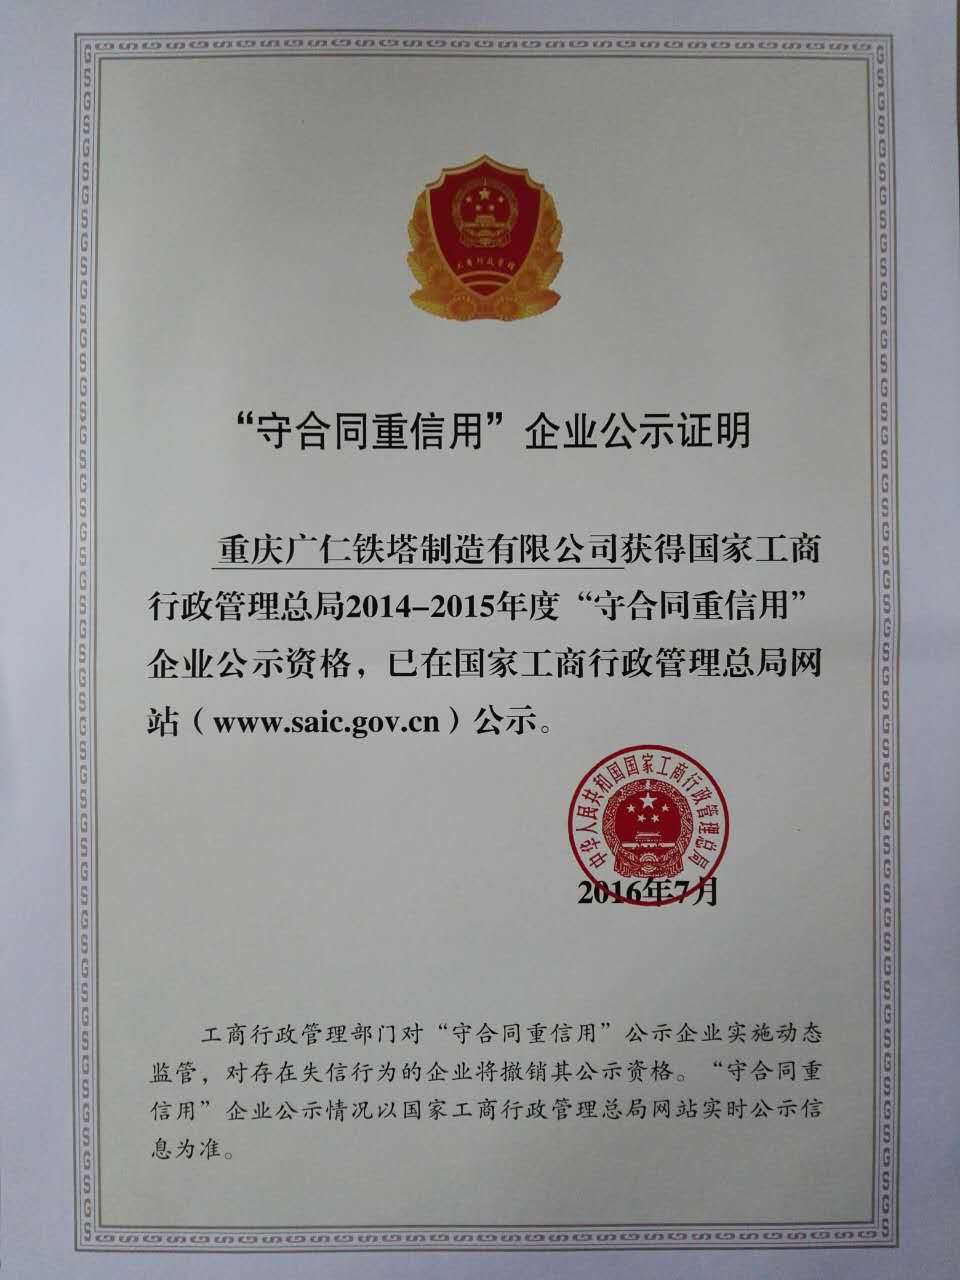 工商行政管理
“守合同重信用”企业公示证明
重庆广仁铁塔制造有限公司获得国家工商
行政管理总局2014-2015年度“守合同重信用”
企业公示资格，已在国家工商行政管理总局网
站（www.saic.gov.cn）公示。
中华人民共和国国家工商行政管理总局
2016年7月
工商行政管理部门对“守合同重信用”公示企业实施动态
监管，对存在失信行为的企业将撤销其公示资格。“守合同重
信用”企业公示情况以国家工商行政管理总局网站实时公示信
息为准。